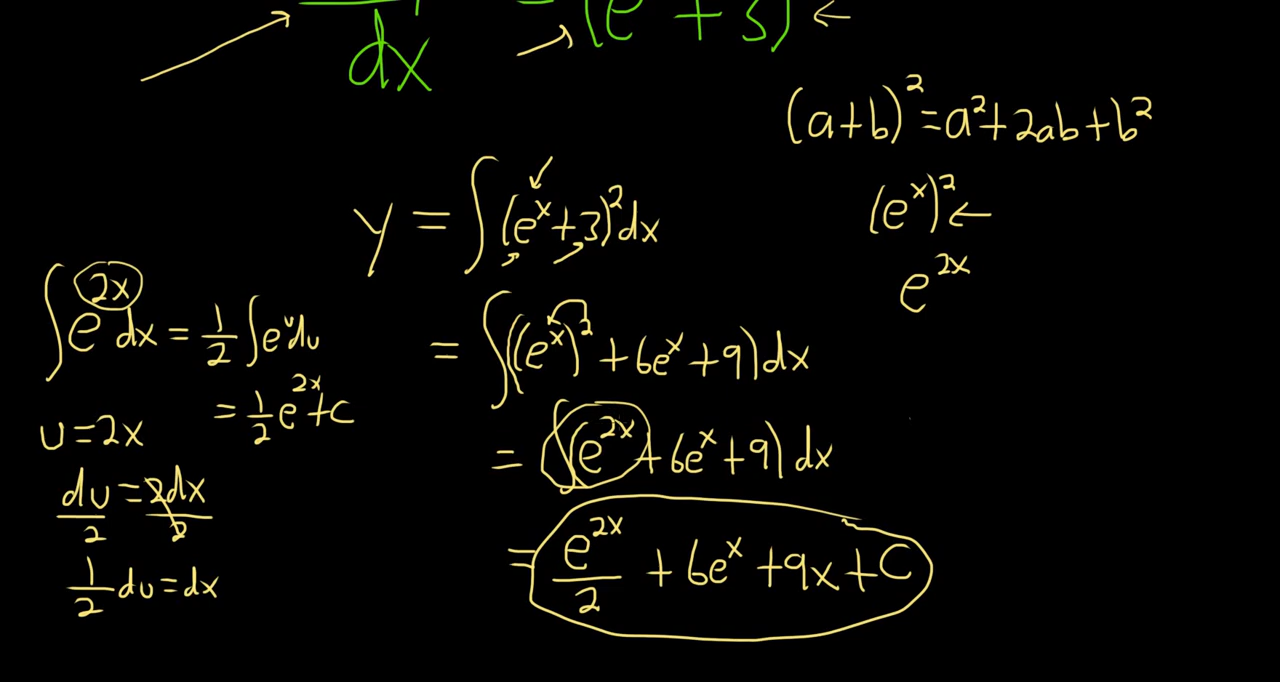 dx = (e + 3)
(a+b)² = a² + 2ab + b²
y = ∫(eˣ + 3)² dx
(eˣ)² ←
e²ˣ
∫e²ˣ dx = 1/2 ∫eᵘ du
= 1/2 e²ˣ + C
u = 2x
du/2 = 2dx/2
1/2 du = dx
= ∫((eˣ)² + 6eˣ + 9) dx
= ∫(e²ˣ + 6eˣ + 9) dx
= e²ˣ/2 + 6eˣ + 9x + C